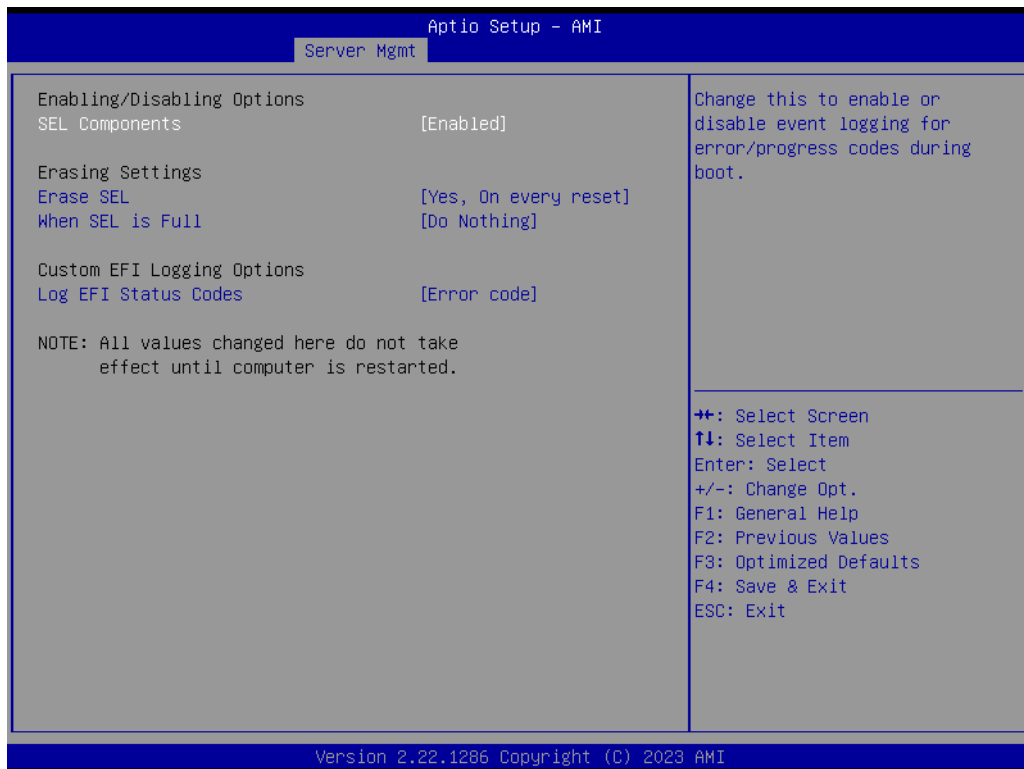 Aptio Setup - AMI
Server Mgmt
Enabling/Disabling Options
SEL Components [Enabled]
Erasing Settings
Erase SEL [Yes, On every reset]
When SEL is Full [Do Nothing]
Custom EFI Logging Options
Log EFI Status Codes [Error code]
NOTE: All values changed here do not take
effect until computer is restarted.
Change this to enable or
disable event logging for
error/progress codes during
boot.
→←: Select Screen
↑↓: Select Item
Enter: Select
+/-: Change Opt.
F1: General Help
F2: Previous Values
F3: Optimized Defaults
F4: Save & Exit
ESC: Exit
Version 2.22.1286 Copyright (C) 2023 AMI